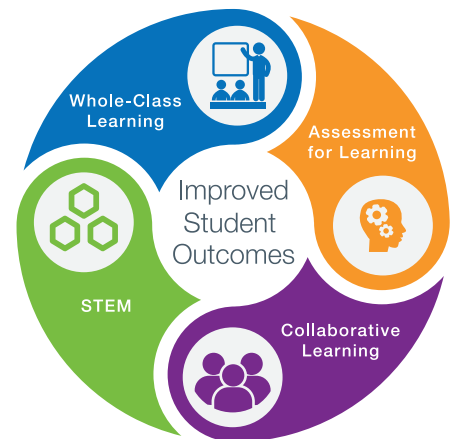 Whole-Class
Learning
Assessment
for Learning
Improved
Student
Outcomes
STEM
Collaborative
Learning